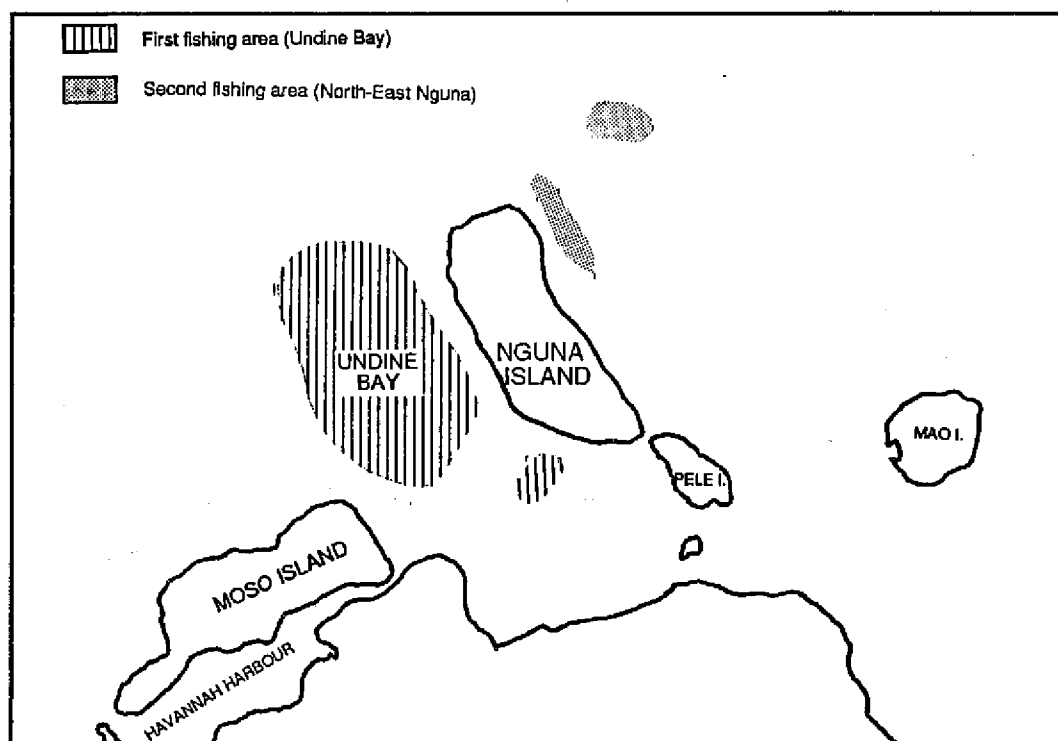 First fishing area (Undine Bay)
Second fishing area (North-East Nguna)
UNDINE
BAY
NGUNA
ISLAND
MAO I.
PELE I.
MOSO ISLAND
HAVANNAH HARBOUR